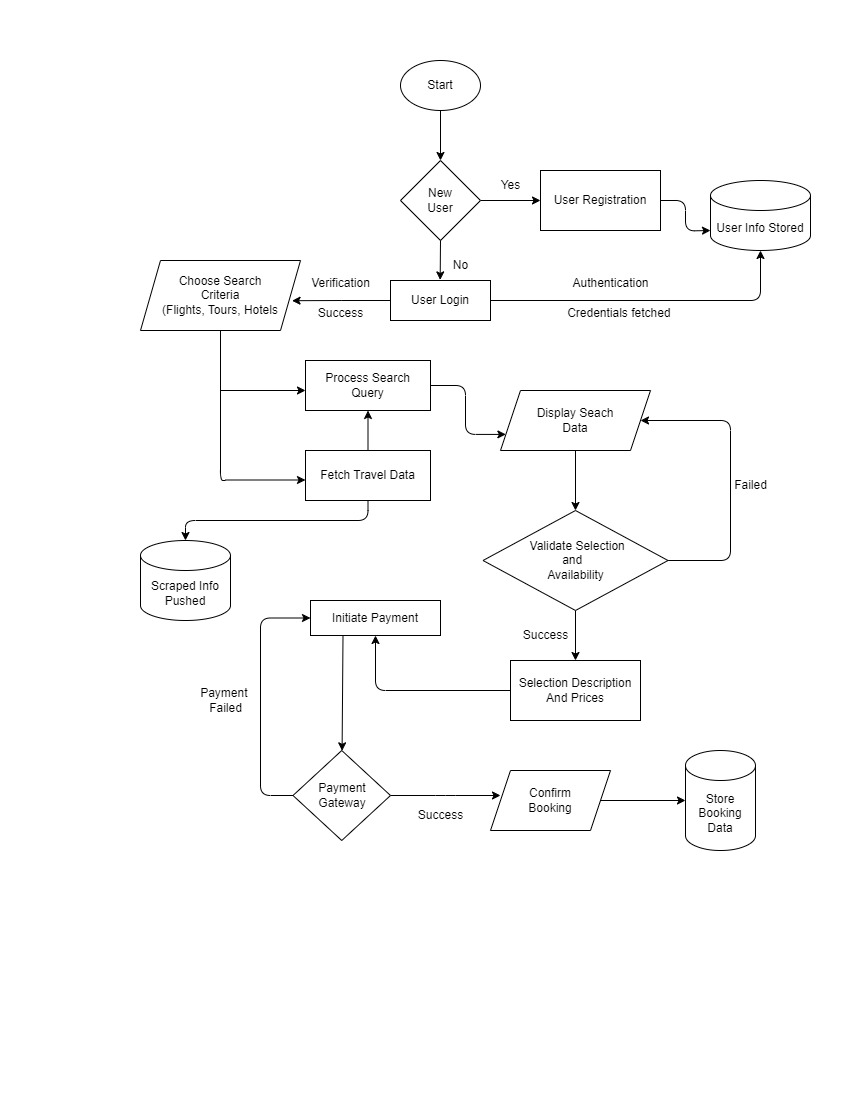 Start
New
User
Yes
User Registration
User Info Stored
No
Choose Search
Criteria
(Flights, Tours, Hotels
Verification
Success
User Login
Authentication
Credentials fetched
Process Search
Query
Display Seach
Data
Fetch Travel Data
Failed
Validate Selection
and
Availability
Scraped Info
Pushed
Initiate Payment
Success
Selection Description
And Prices
Payment
Failed
Payment
Gateway
Success
Confirm
Booking
Store
Booking
Data